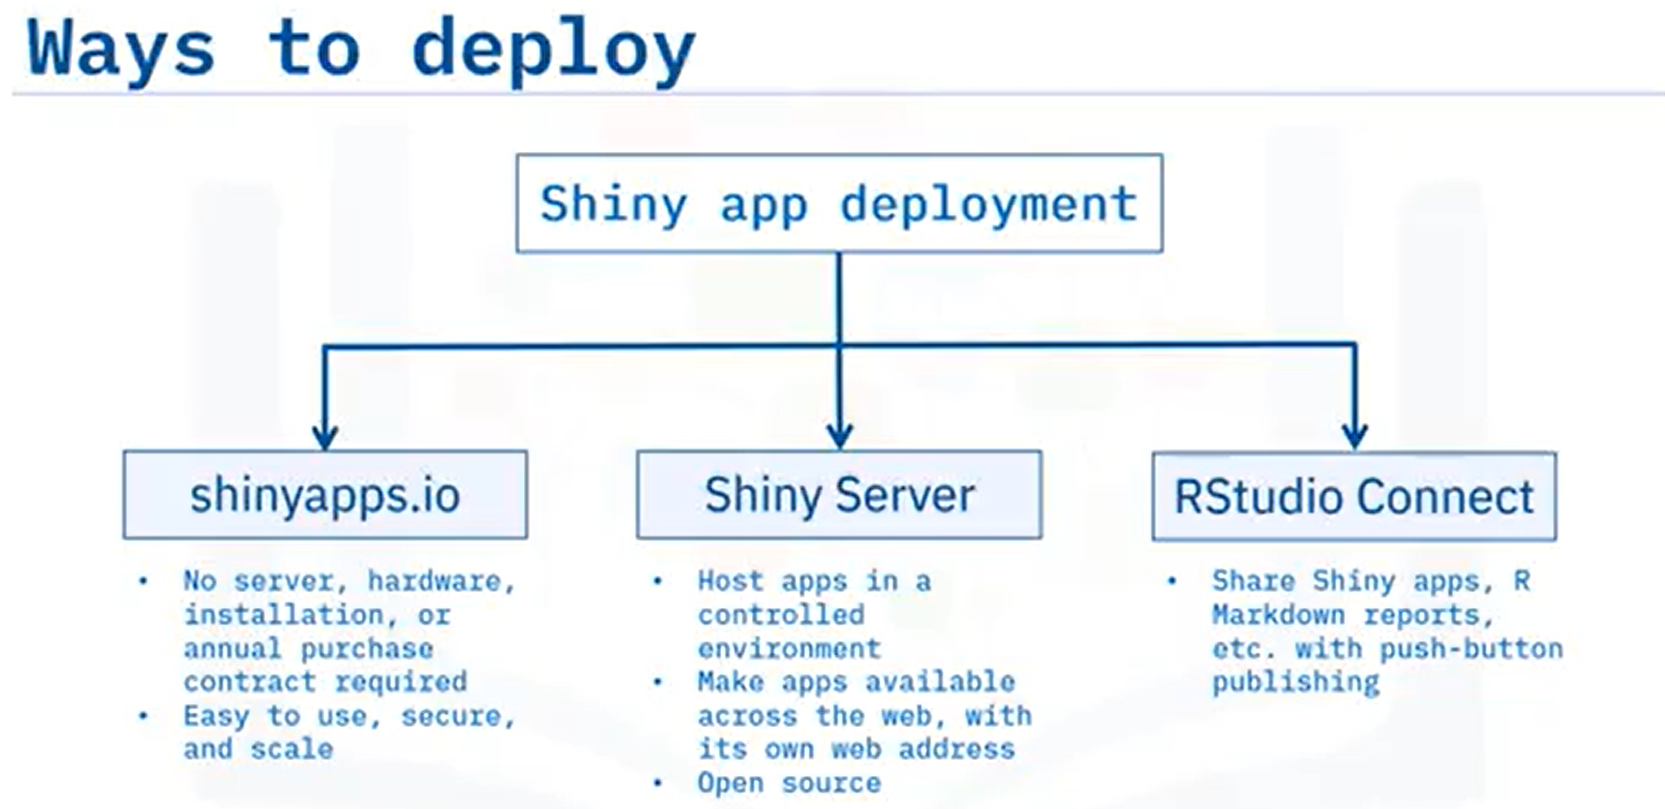 Ways to deploy
Shiny app deployment
shinyapps.io
• No server, hardware,
installation, or
annual purchase
contract required
• Easy to use, secure,
and scale
Shiny Server
• Host apps in a
controlled
environment
• Make apps available
across the web, with
its own web address
• Open source
RStudio Connect
• Share Shiny apps, R
Markdown reports,
etc. with push-button
publishing